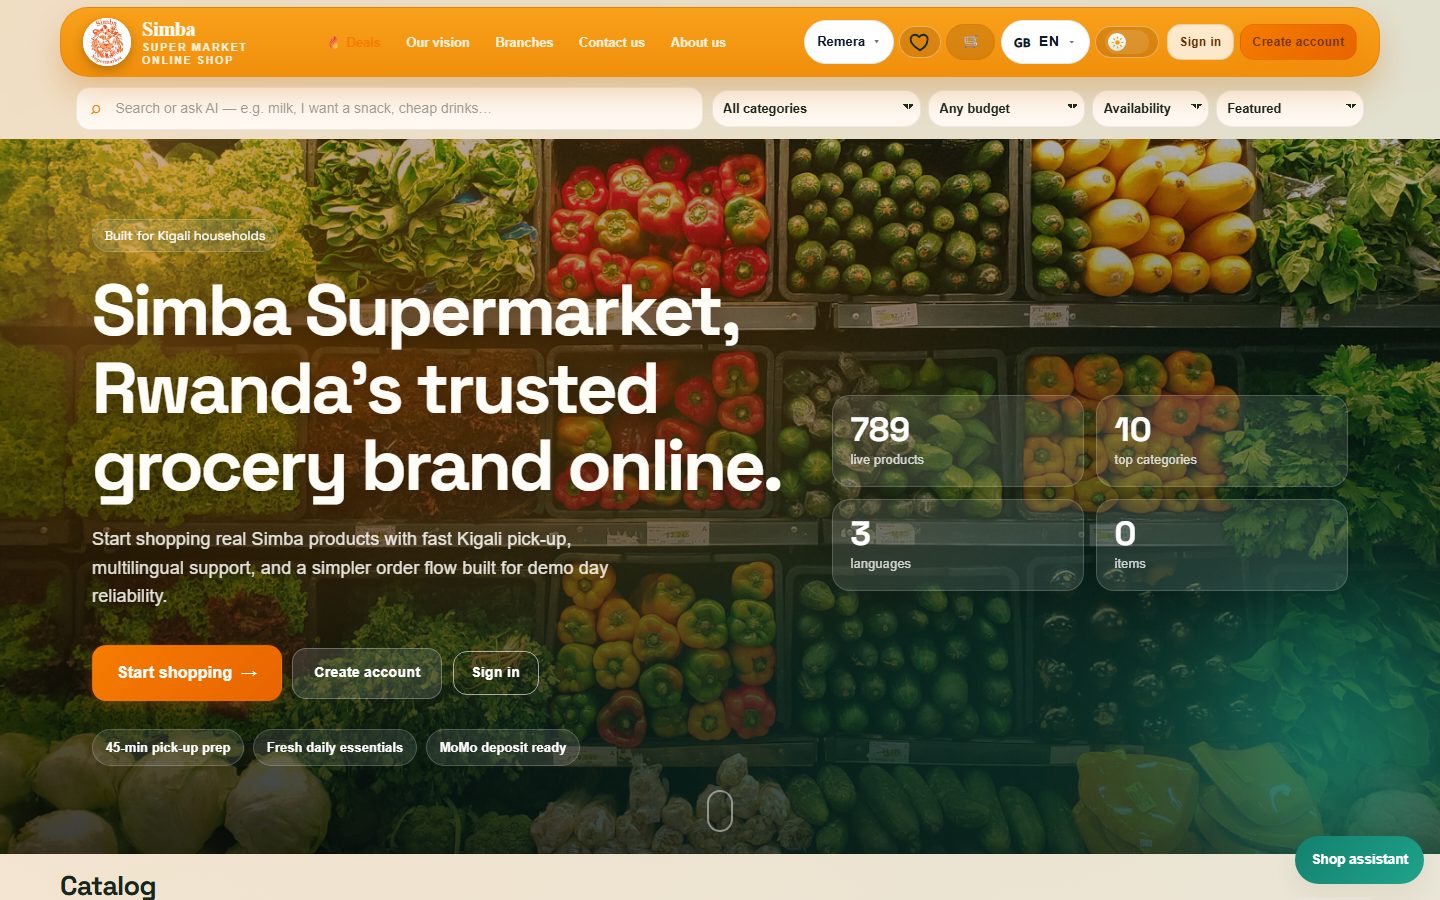 Simba
SUPER MARKET
ONLINE SHOP
Deals
Our vision
Branches
Contact us
About us
Remera
GB EN
Sign in
Create account
Search or ask AI — e.g. milk, I want a snack, cheap drinks…
All categories
Any budget
Availability
Featured
Built for Kigali households
Simba Supermarket,
Rwanda's trusted
grocery brand online.
Start shopping real Simba products with fast Kigali pick-up,
multilingual support, and a simpler order flow built for demo day
reliability.
789
live products
10
top categories
3
languages
0
items
Start shopping →
Create account
Sign in
45-min pick-up prep
Fresh daily essentials
MoMo deposit ready
Shop assistant
Catalog